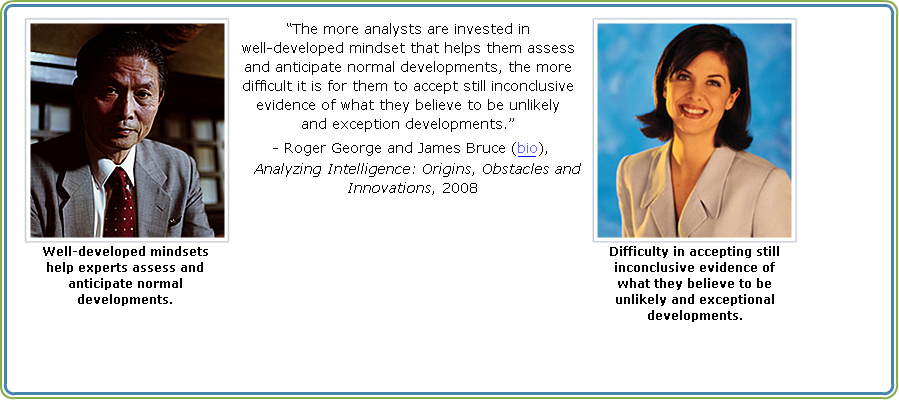 “The more analysts are invested in
well-developed mindset that helps them assess
and anticipate normal developments, the more
difficult it is for them to accept still inconclusive
evidence of what they believe to be unlikely
and exception developments.”
- Roger George and James Bruce (bio),
Analyzing Intelligence: Origins, Obstacles and
Innovations, 2008
Well-developed mindsets
help experts assess and
anticipate normal
developments.
Difficulty in accepting still
inconclusive evidence of
what they believe to be
unlikely and exceptional
developments.